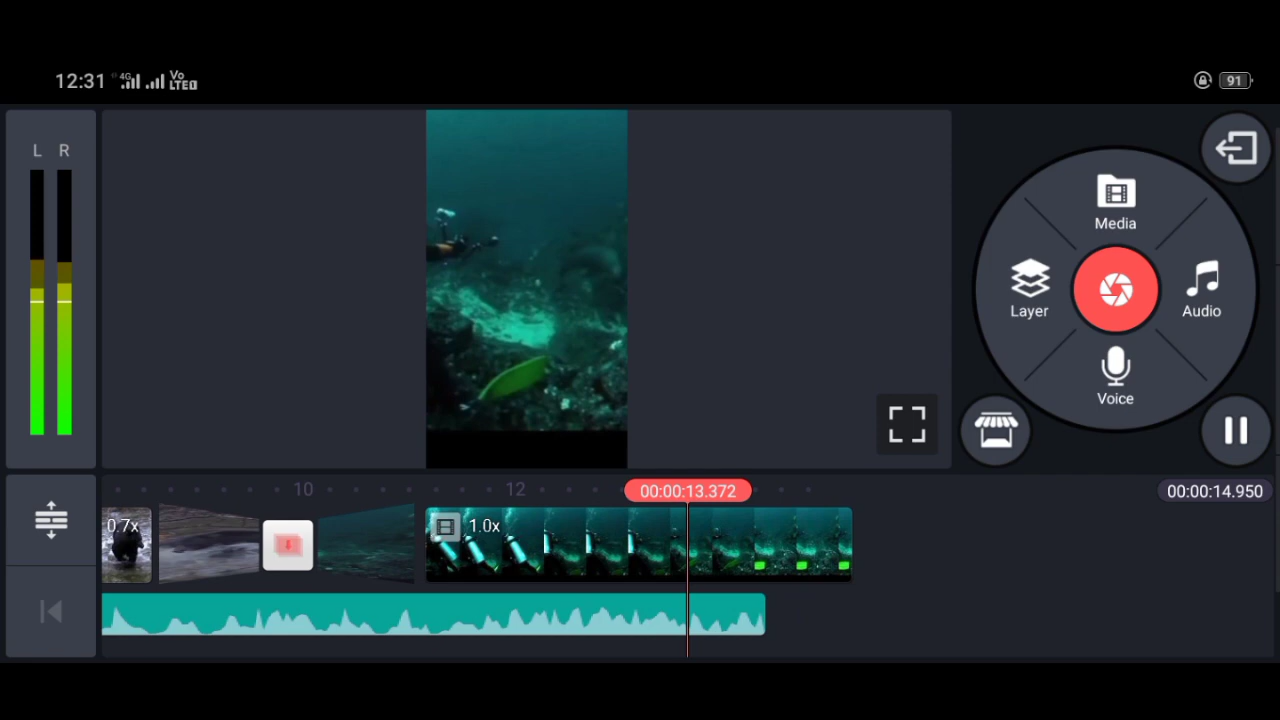 12:31 4G Vo LTE
91
L R
Media
Layer
Audio
Voice
10 12 00:00:13.372 00:00:14.950
0.7x 1.0x